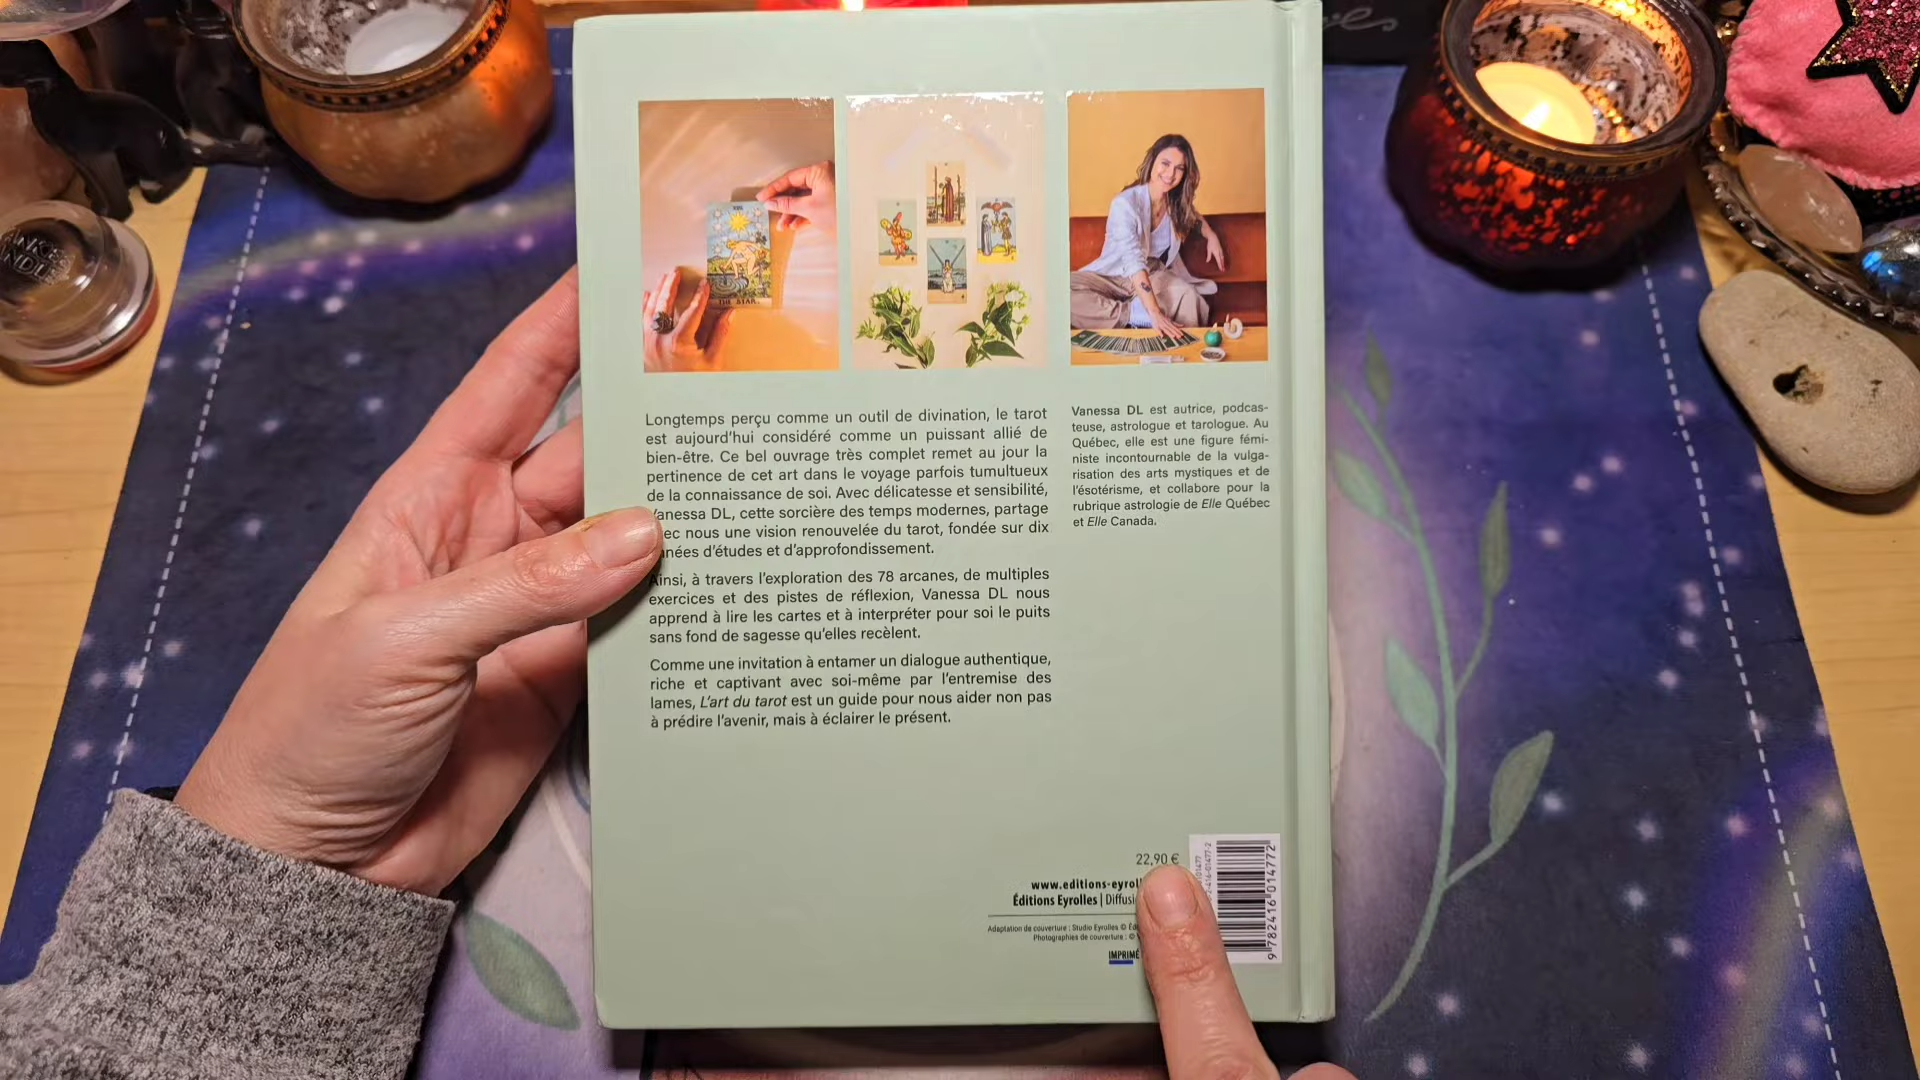 Longtemps perçu comme un outil de divination, le tarot
est aujourd'hui considéré comme un puissant allié de
bien-être. Ce bel ouvrage très complet remet au jour la
pertinence de cet art dans le voyage parfois tumultueux
de la connaissance de soi. Avec délicatesse et sensibilité,
Vanessa DL, cette sorcière des temps modernes, partage
nous une vision renouvelée du tarot, fondée sur dix
d'études et d'approfondissement.
Ainsi, à travers l'exploration des 78 arcanes, de multiples
exercices et des pistes de réflexion, Vanessa DL nous
apprend à lire les cartes et à interpréter pour soi le puits
sans fond de sagesse qu'elles recèlent.
Comme une invitation à entamer un dialogue authentique,
riche et captivant avec soi-même par l'entremise des
lames, L'art du tarot est un guide pour nous aider non pas
à prédire l'avenir, mais à éclairer le présent.
Vanessa DL est autrice, podcas-
teuse, astrologue et tarologue. Au
Québec, elle est une figure fémi-
niste incontournable de la vulga-
risation des arts mystiques et de
l'ésotérisme, et collabore pour la
rubrique astrologie de Elle Québec
et Elle Canada.
THE STAR.
22,90 €
Éditions Eyrolles |
Adaptation de couverture : Studio Eyrolles ©
Photographies de couverture : ©
IMPRIMÉ
9 782416 014772